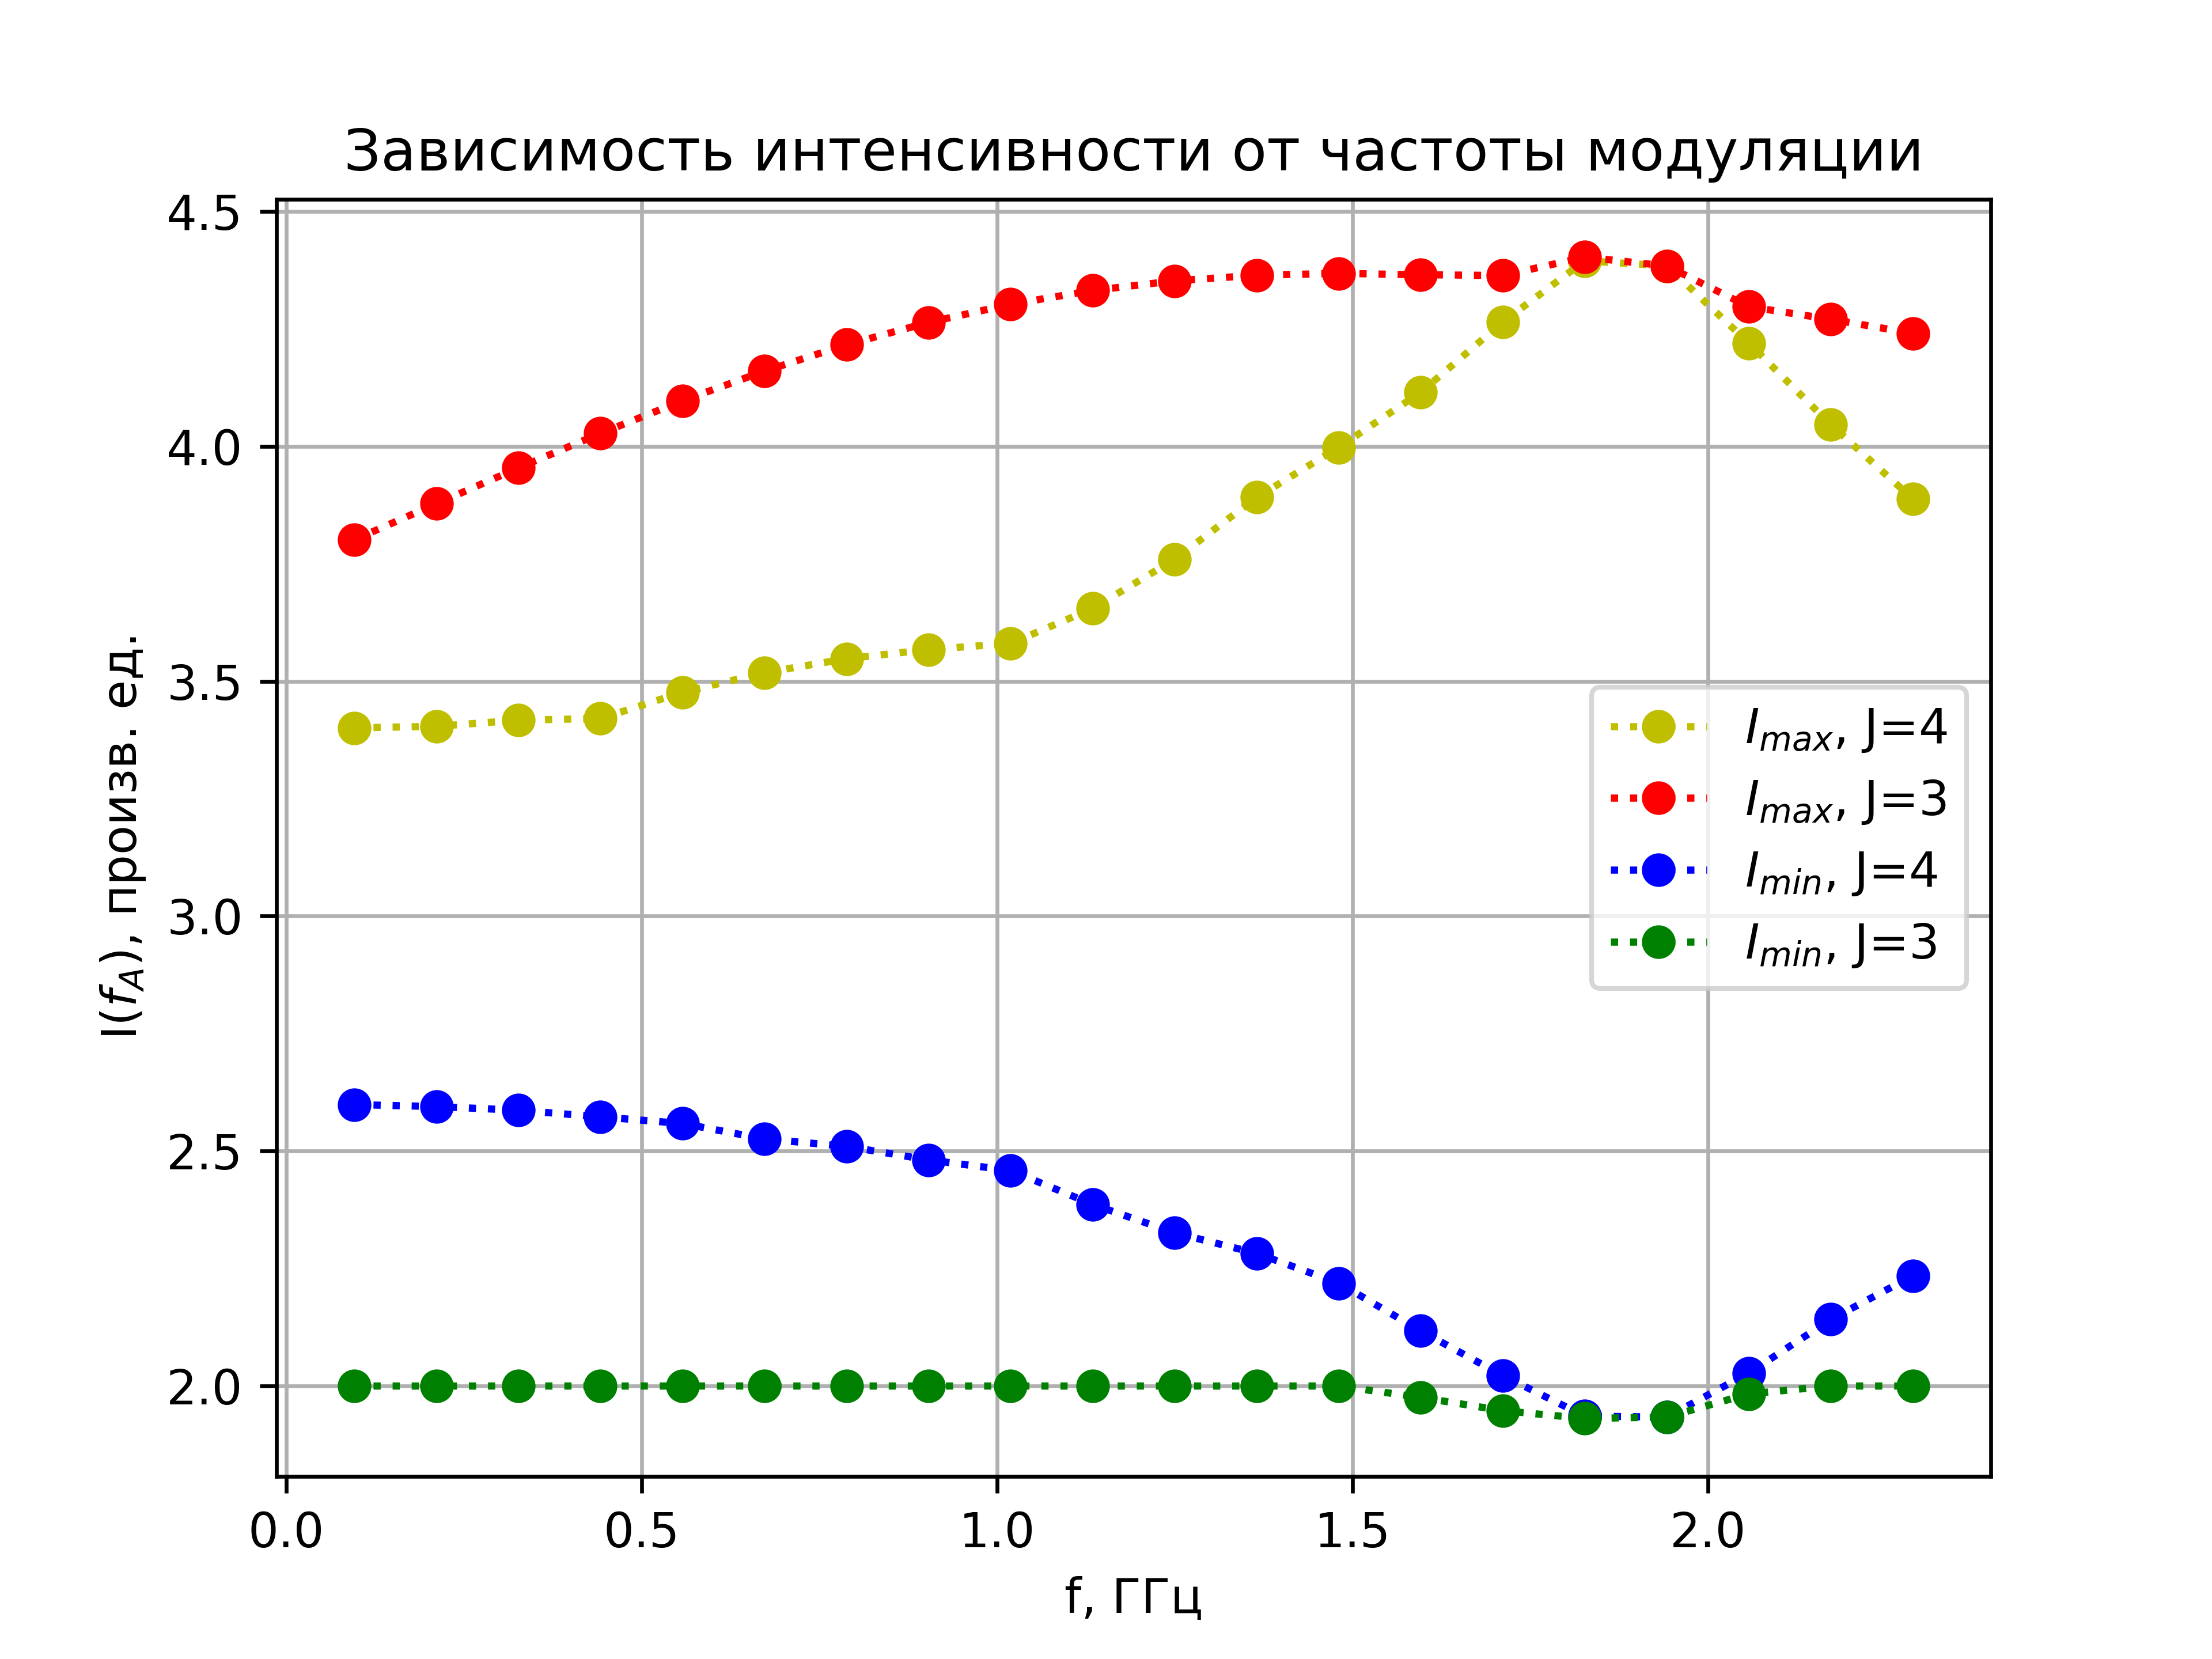 Зависимость интенсивности от частоты модуляции
I(f_A), произв. ед.
4.5
4.0
3.5
3.0
2.5
2.0
I_max, J=4
I_max, J=3
I_min, J=4
I_min, J=3
0.0 0.5 1.0 1.5 2.0
f, ГГц